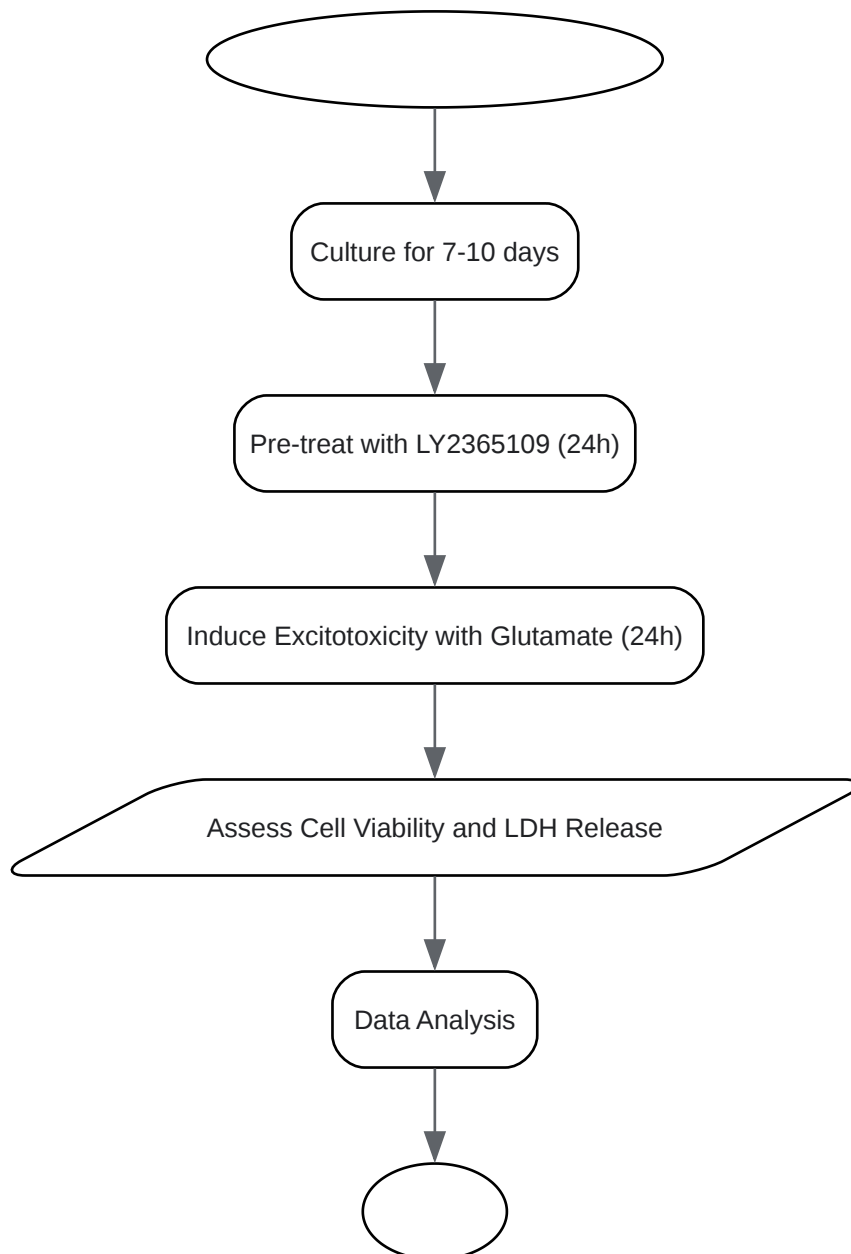 Culture for 7-10 days
Pre-treat with LY2365109 (24h)
Induce Excitotoxicity with Glutamate (24h)
Assess Cell Viability and LDH Release
Data Analysis